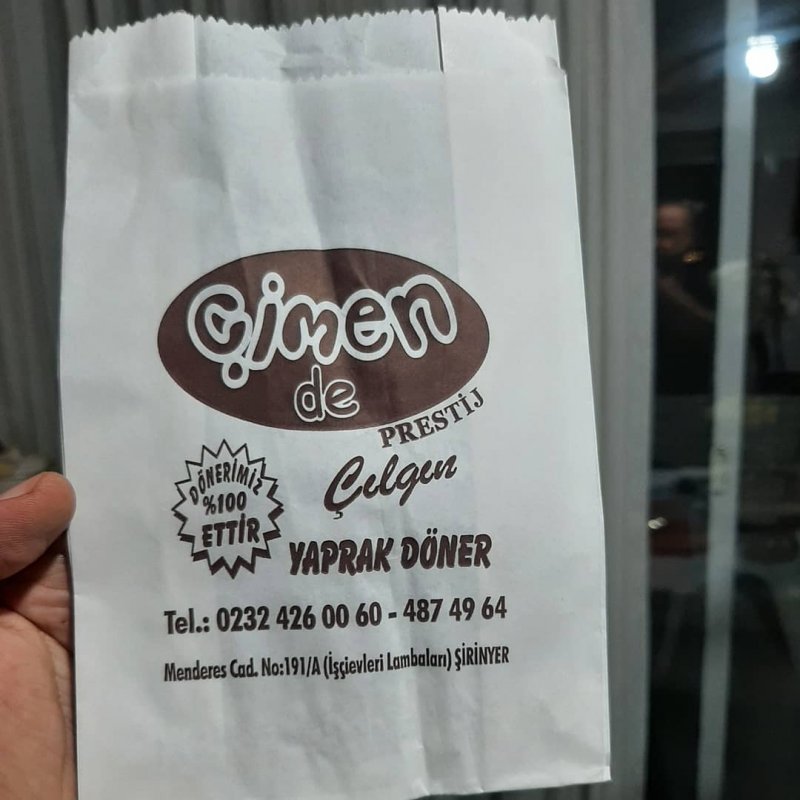 Çimen
de
PRESTİJ
Çılgın
DÖNERİMİZ
%100
ETTİR
YAPRAK DÖNER
Tel.: 0232 426 00 60 - 487 49 64
Menderes Cad. No:191/A (İşçievleri Lambaları) ŞİRİNYER